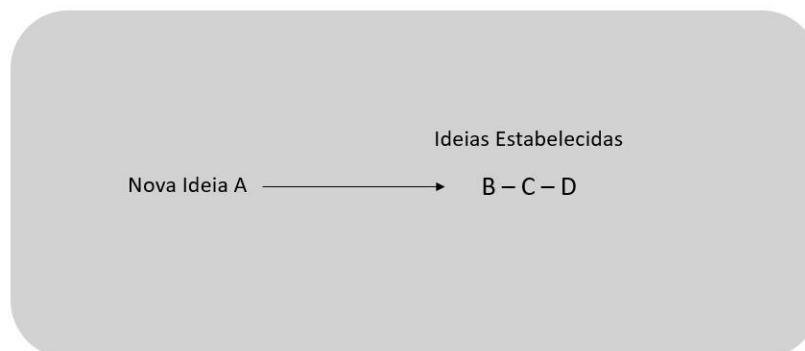 Ideias Estabelecidas
Nova Ideia A
B – C – D